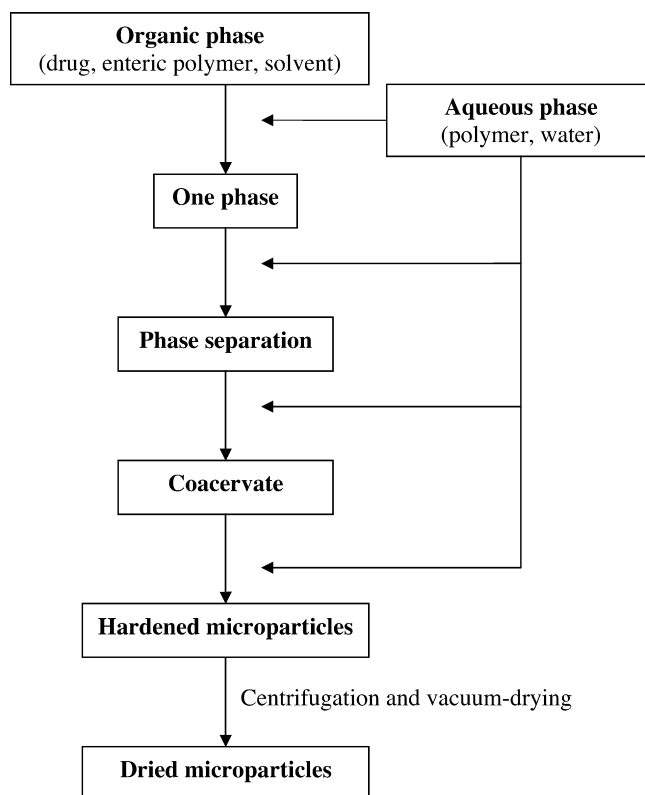 Organic phase
(drug, enteric polymer, solvent)
Aqueous phase
(polymer, water)
One phase
Phase separation
Coacervate
Hardened microparticles
Centrifugation and vacuum-drying
Dried microparticles